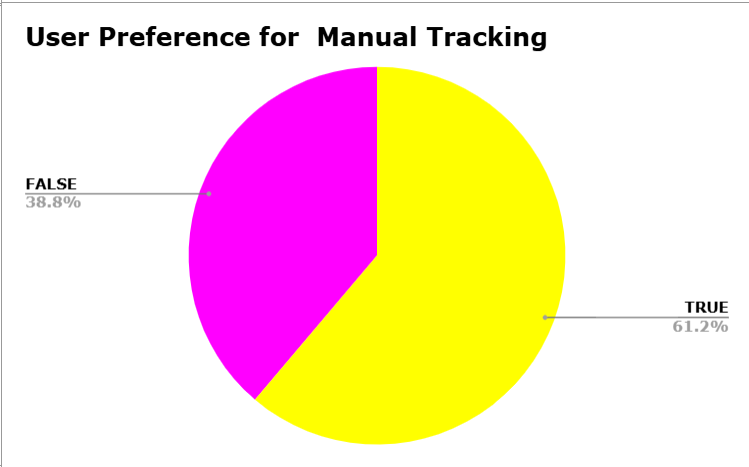 User Preference for  Manual Tracking
FALSE
38.8%
TRUE
61.2%